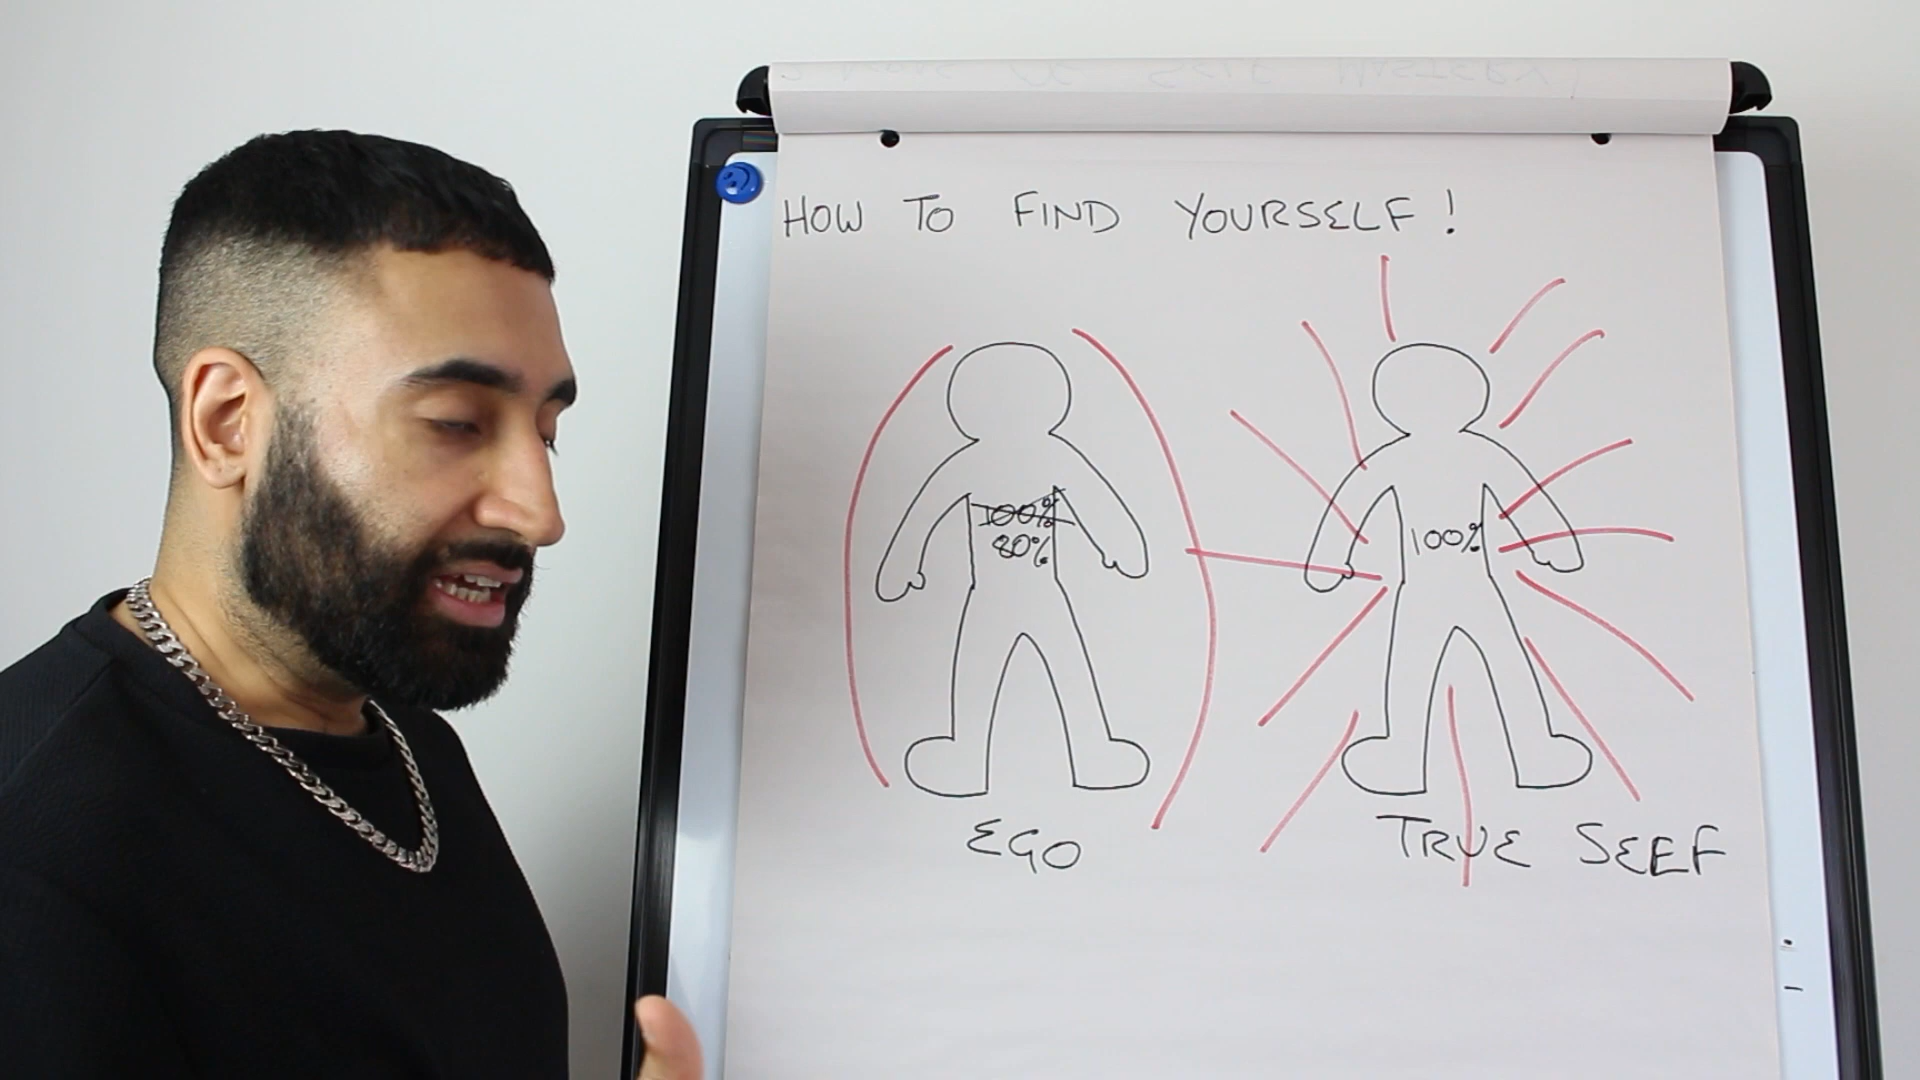 HOW TO FIND YOURSELF!
100%
80%
100%
EGO
TRUE SEEF